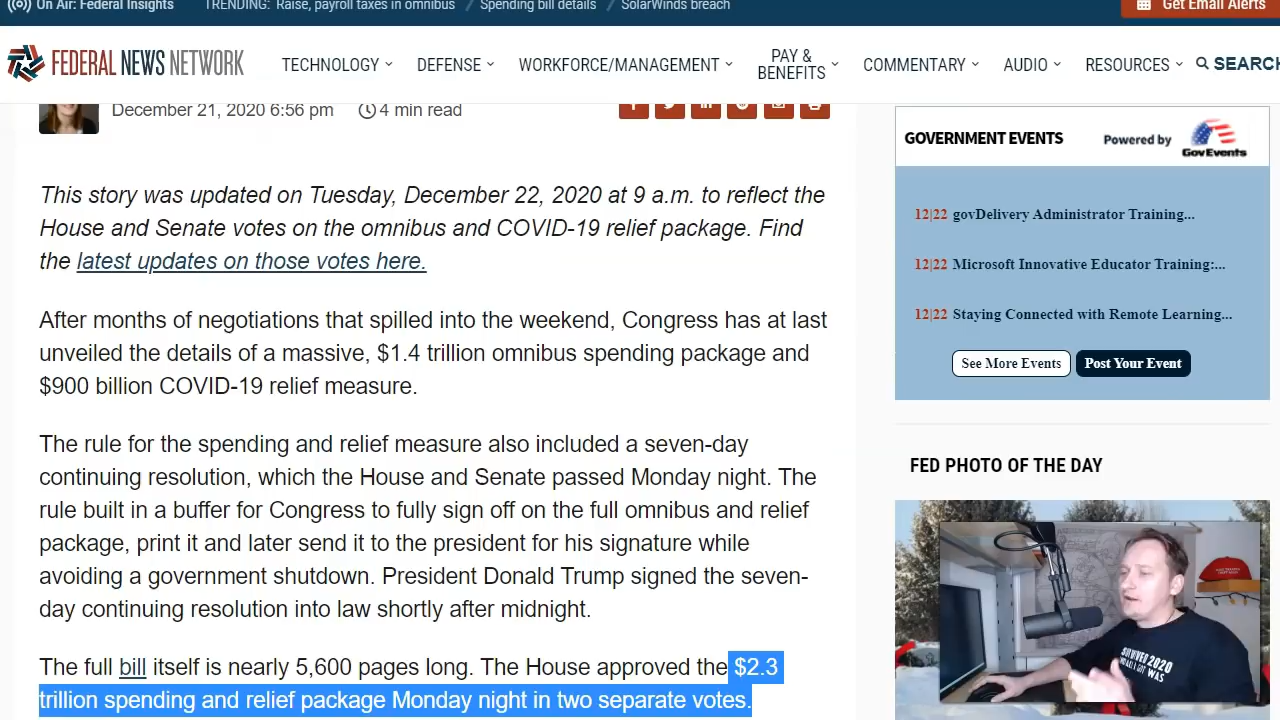 On Air: Federal Insights
TRENDING: Raise, payroll taxes in omnibus
Spending bill details
SolarWinds breach
Get Email Alerts
FEDERAL NEWS NETWORK
TECHNOLOGY
DEFENSE
WORKFORCE/MANAGEMENT
PAY &
BENEFITS
COMMENTARY
AUDIO
RESOURCES
SEARCH
December 21, 2020 6:56 pm
4 min read
This story was updated on Tuesday, December 22, 2020 at 9 a.m. to reflect the
House and Senate votes on the omnibus and COVID-19 relief package. Find
the latest updates on those votes here.
After months of negotiations that spilled into the weekend, Congress has at last
unveiled the details of a massive, $1.4 trillion omnibus spending package and
$900 billion COVID-19 relief measure.
The rule for the spending and relief measure also included a seven-day
continuing resolution, which the House and Senate passed Monday night. The
rule built in a buffer for Congress to fully sign off on the full omnibus and relief
package, print it and later send it to the president for his signature while
avoiding a government shutdown. President Donald Trump signed the seven-
day continuing resolution into law shortly after midnight.
The full bill itself is nearly 5,600 pages long. The House approved the $2.3
trillion spending and relief package Monday night in two separate votes.
GOVERNMENT EVENTS
Powered by
GovEvents
12|22 govDelivery Administrator Training...
12|22 Microsoft Innovative Educator Training:...
12|22 Staying Connected with Remote Learning...
See More Events
Post Your Event
FED PHOTO OF THE DAY